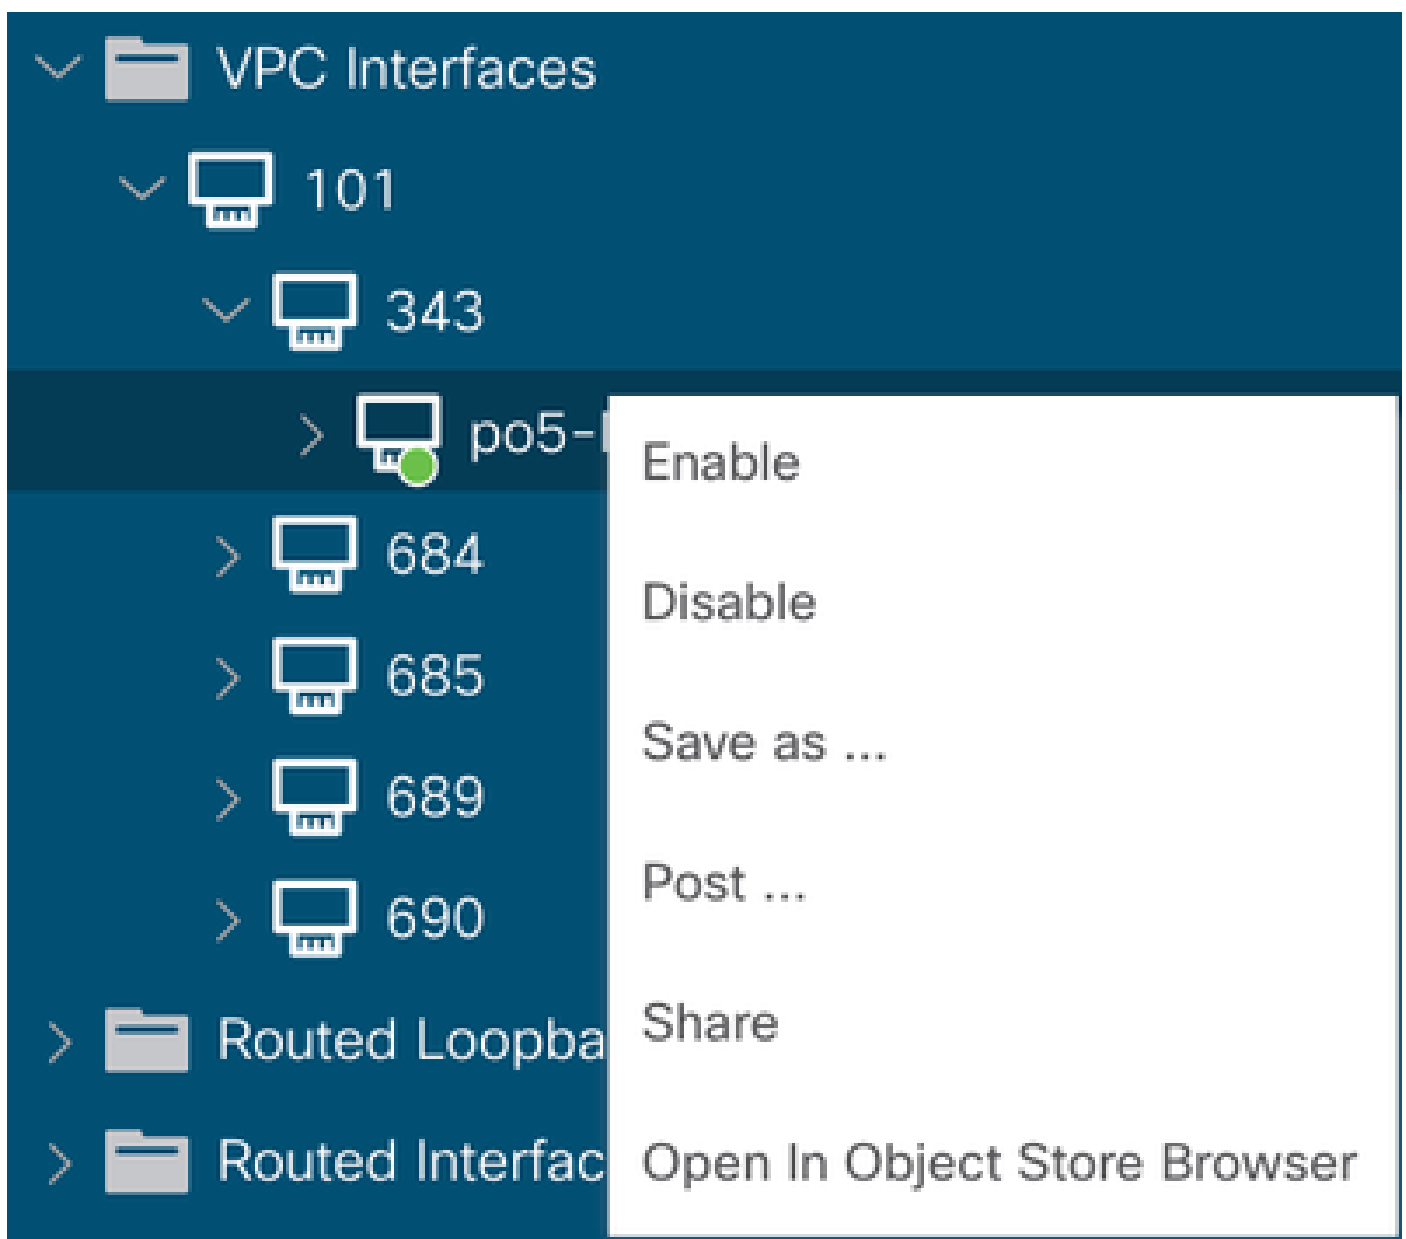 VPC Interfaces
101
343
po5-
Enable
684
Disable
685
Save as ...
689
Post ...
690
Share
Routed Loopba
Routed Interfac
Open In Object Store Browser